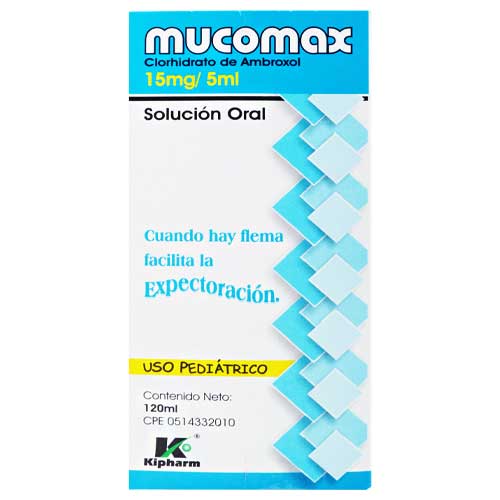 mucomax
Clorhidrato de Ambroxol
15mg/ 5ml
Solución Oral
Cuando hay flema
facilita la
Expectoración.
USO PEDIÁTRICO
Contenido Neto:
120ml
CPE 0514332010
K ®
Kipharm